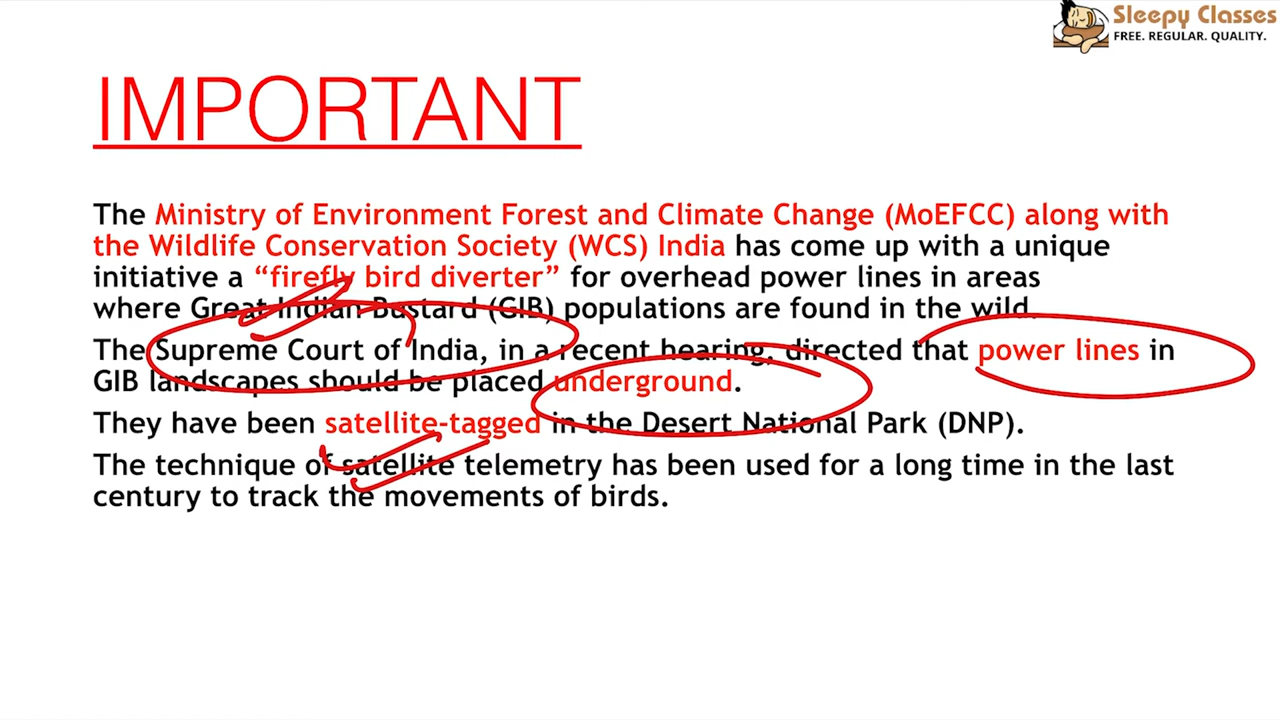 Sleepy Classes
FREE. REGULAR. QUALITY.
IMPORTANT
The Ministry of Environment Forest and Climate Change (MoEFCC) along with
the Wildlife Conservation Society (WCS) India has come up with a unique
initiative a “firefly bird diverter” for overhead power lines in areas
where Great Indian Bustard (GIB) populations are found in the wild.
The Supreme Court of India, in a recent hearing, directed that power lines in
GIB landscapes should be placed underground.
They have been satellite-tagged in the Desert National Park (DNP).
The technique of satellite telemetry has been used for a long time in the last
century to track the movements of birds.